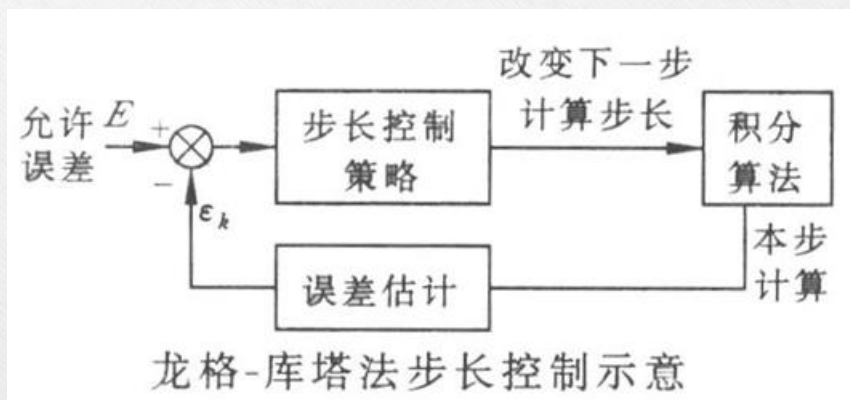 允许 E
误差
+
−
ε_k
步长控制
策略
改变下一步
计算步长
积分
算法
本步
计算
误差估计
龙格-库塔法步长控制示意